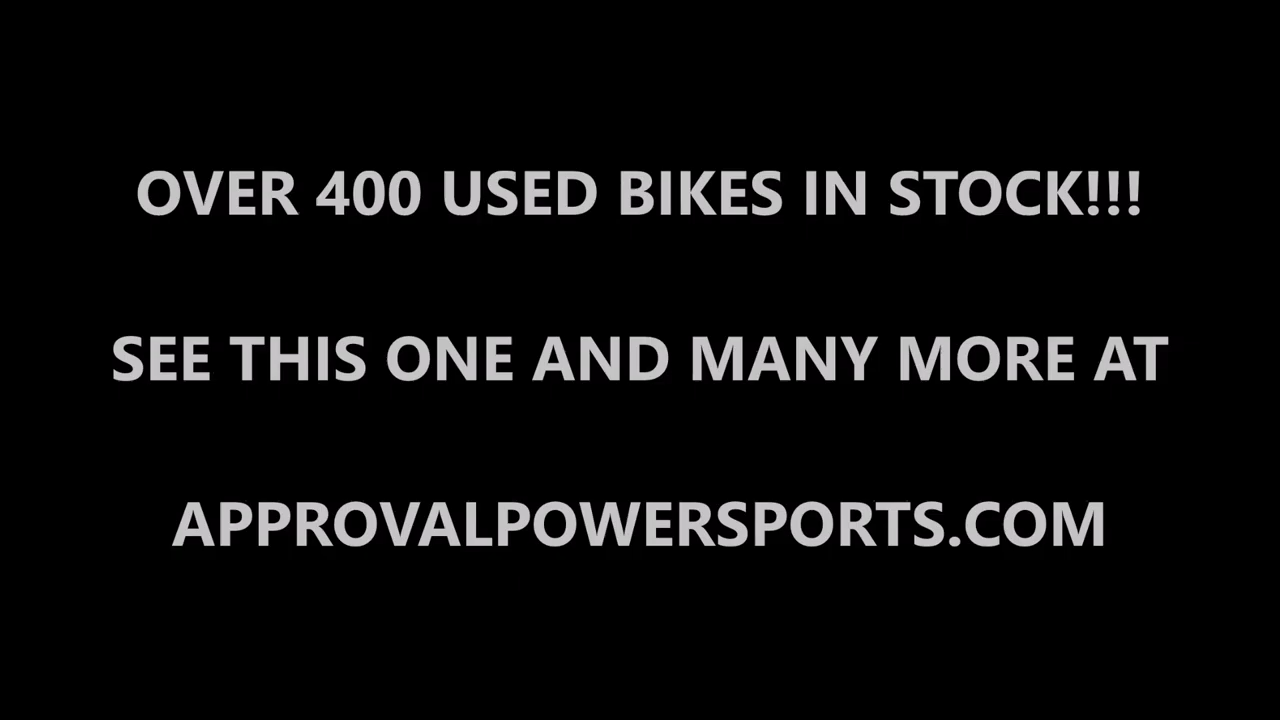 OVER 400 USED BIKES IN STOCK!!!
SEE THIS ONE AND MANY MORE AT
APPROVALPOWERSPORTS.COM